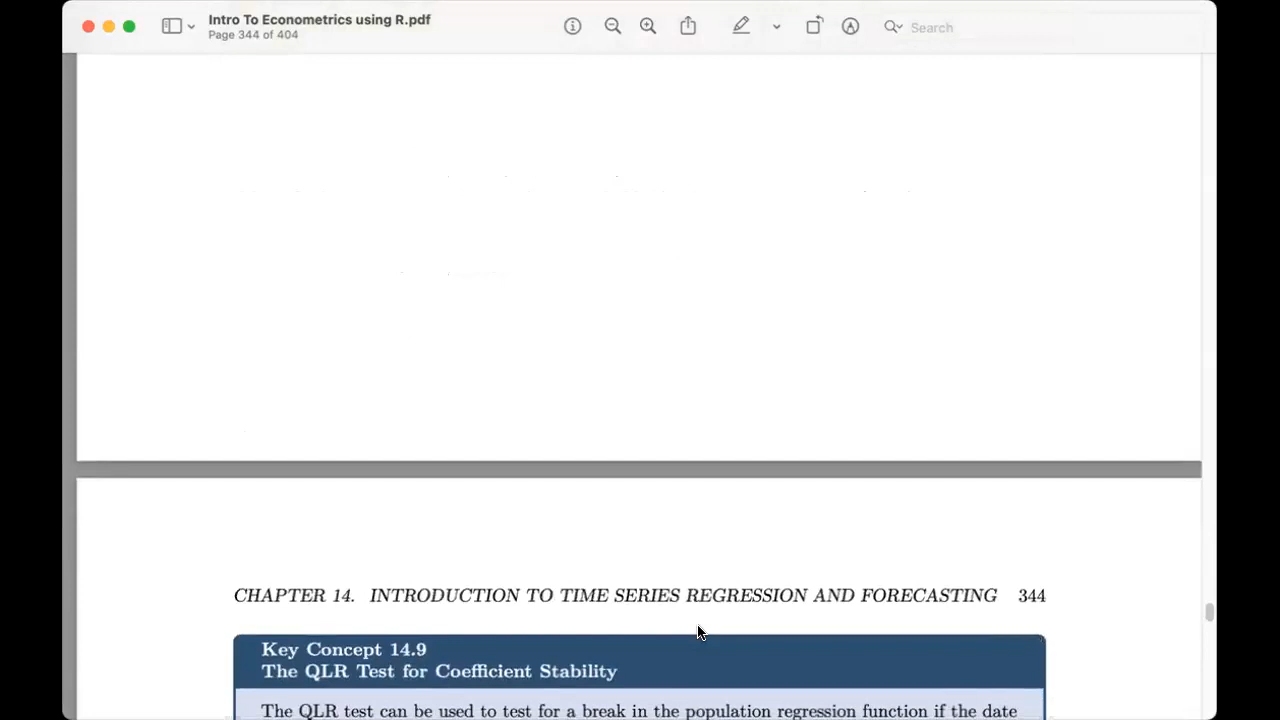 Intro To Econometrics using R.pdf
Page 344 of 404
Search
CHAPTER 14. INTRODUCTION TO TIME SERIES REGRESSION AND FORECASTING 344
Key Concept 14.9
The QLR Test for Coefficient Stability
The QLR test can be used to test for a break in the population regression function if the date